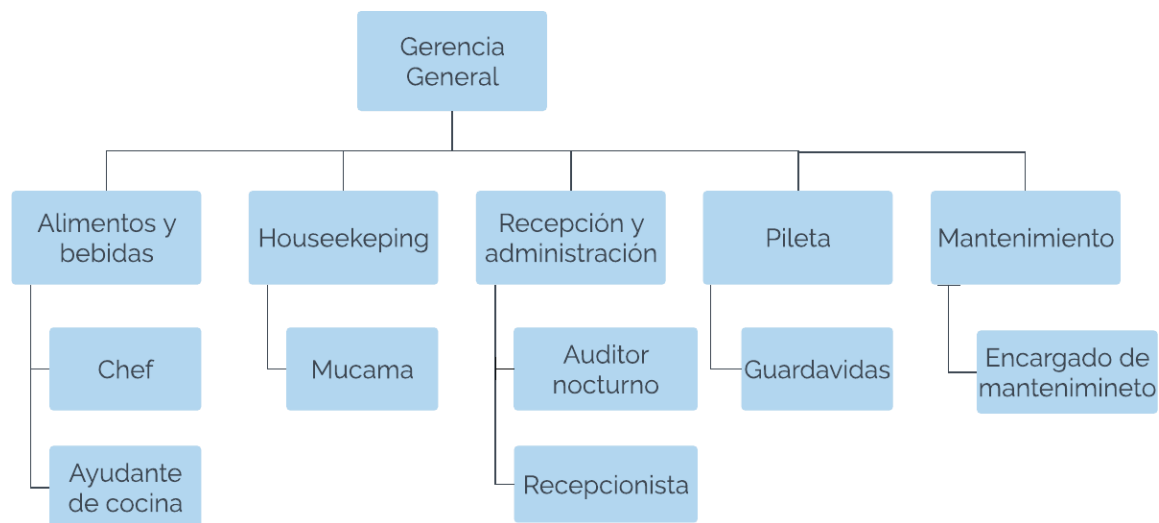 Gerencia
General
Alimentos y
bebidas
Houseekeping
Recepción y
administración
Pileta
Mantenimiento
Chef
Mucama
Auditor
nocturno
Guardavidas
Encargado de
mantenimineto
Ayudante
de cocina
Recepcionista